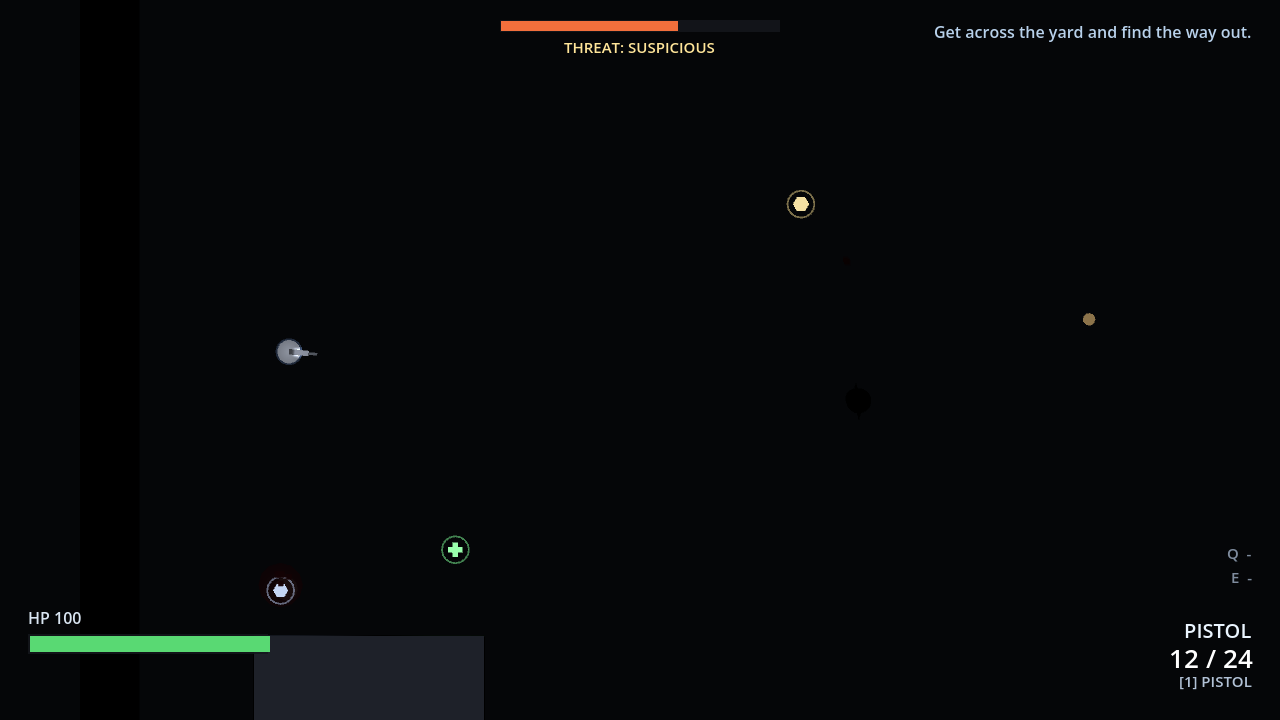 THREAT: SUSPICIOUS
Get across the yard and find the way out.
Q -
E -
HP 100
PISTOL
12 / 24
[1] PISTOL